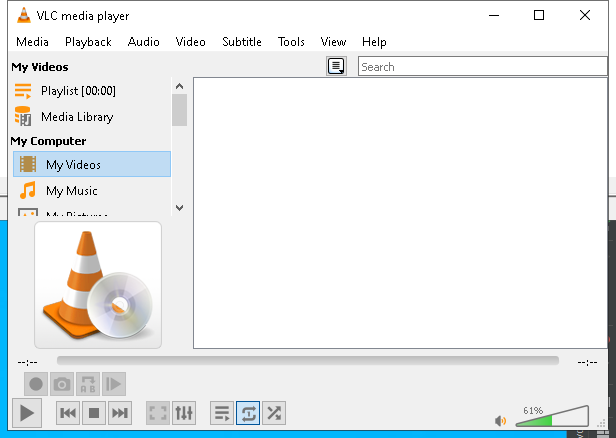 VLC media player
Media Playback Audio Video Subtitle Tools View Help
My Videos
Search
Playlist [00:00]
Media Library
My Computer
My Videos
My Music
My Pictures
--:-- --:--
A B
61%